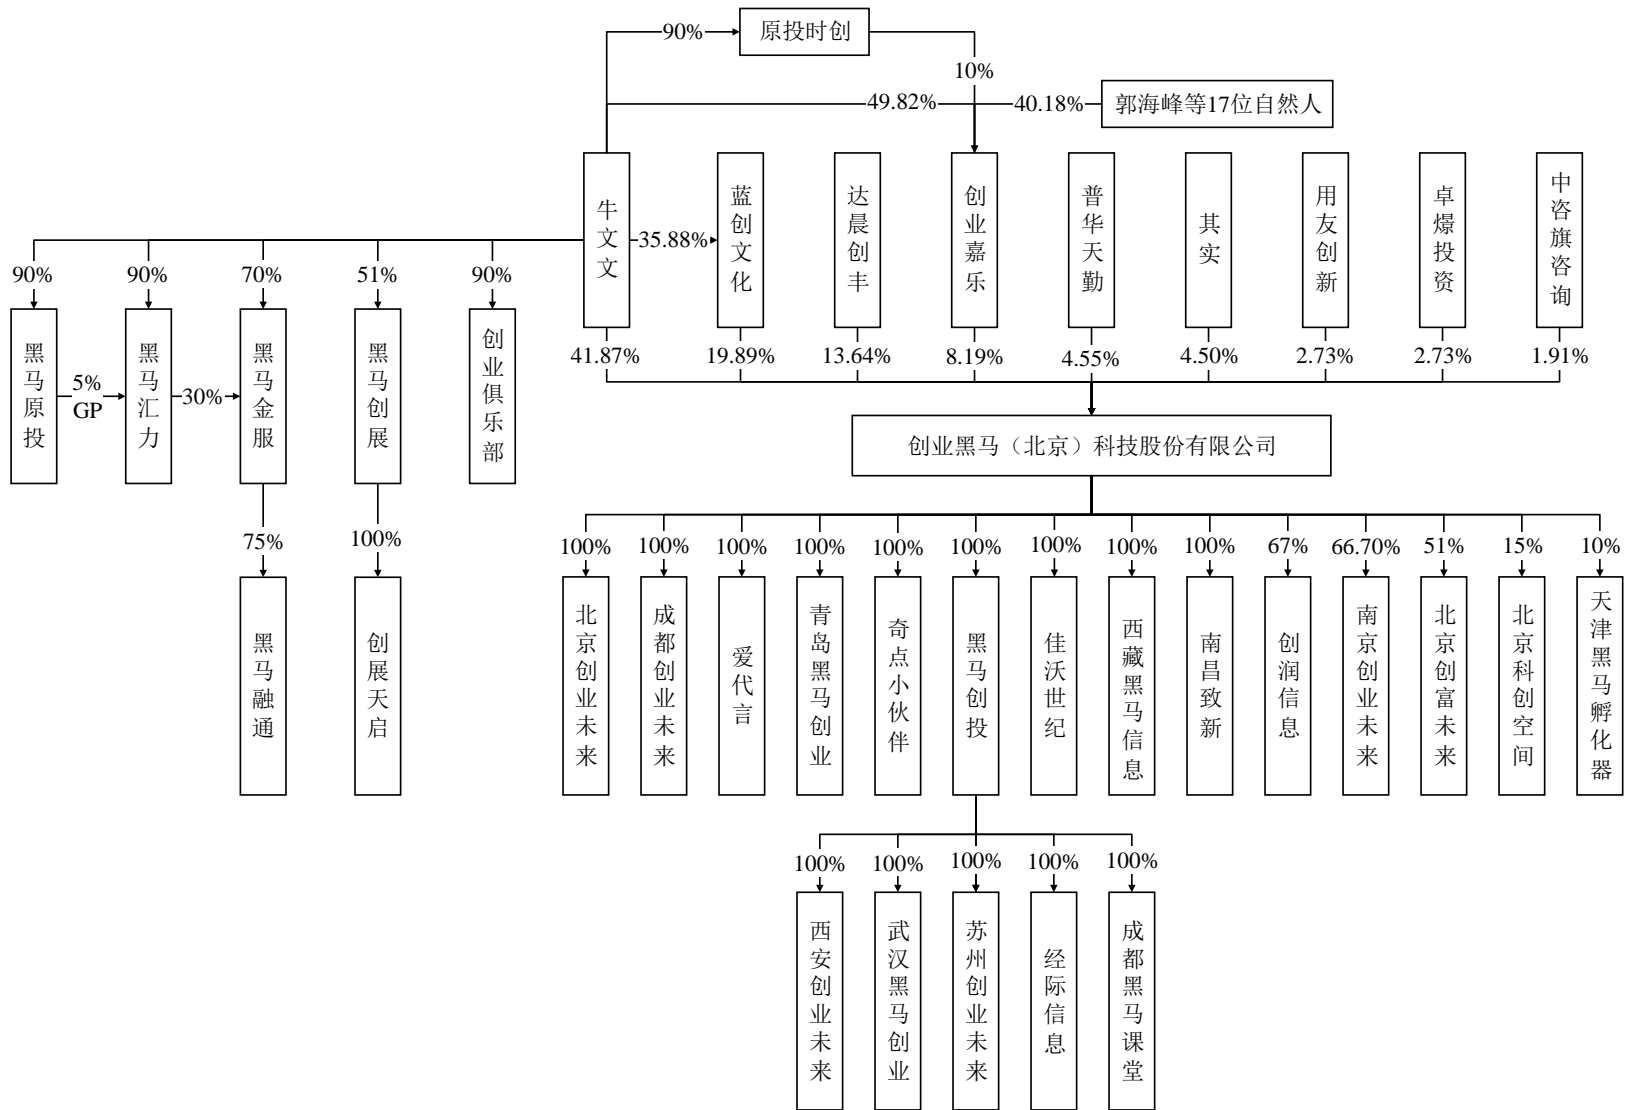 90%
原投时创
10%
49.82%
40.18%
郭海峰等17位自然人
牛文文
35.88%
蓝创文化
达晨创丰
创业嘉乐
普华天勤
其实
用友创新
卓燝投资
中咨旗咨询
90%
90%
70%
51%
90%
黑马原投
5%
GP
黑马汇力
30%
黑马金服
黑马创展
创业俱乐部
41.87%
19.89%
13.64%
8.19%
4.55%
4.50%
2.73%
2.73%
1.91%
创业黑马（北京）科技股份有限公司
75%
100%
黑马融通
创展天启
100%
100%
100%
100%
100%
100%
100%
100%
100%
67%
66.70%
51%
15%
10%
北京创业未来
成都创业未来
爱代言
青岛黑马创业
奇点小伙伴
黑马创投
佳沃世纪
西藏黑马信息
南昌致新
创润信息
南京创业未来
北京创富未来
北京科创空间
天津黑马孵化器
100%
100%
100%
100%
100%
西安创业未来
武汉黑马创业
苏州创业未来
经际信息
成都黑马课堂